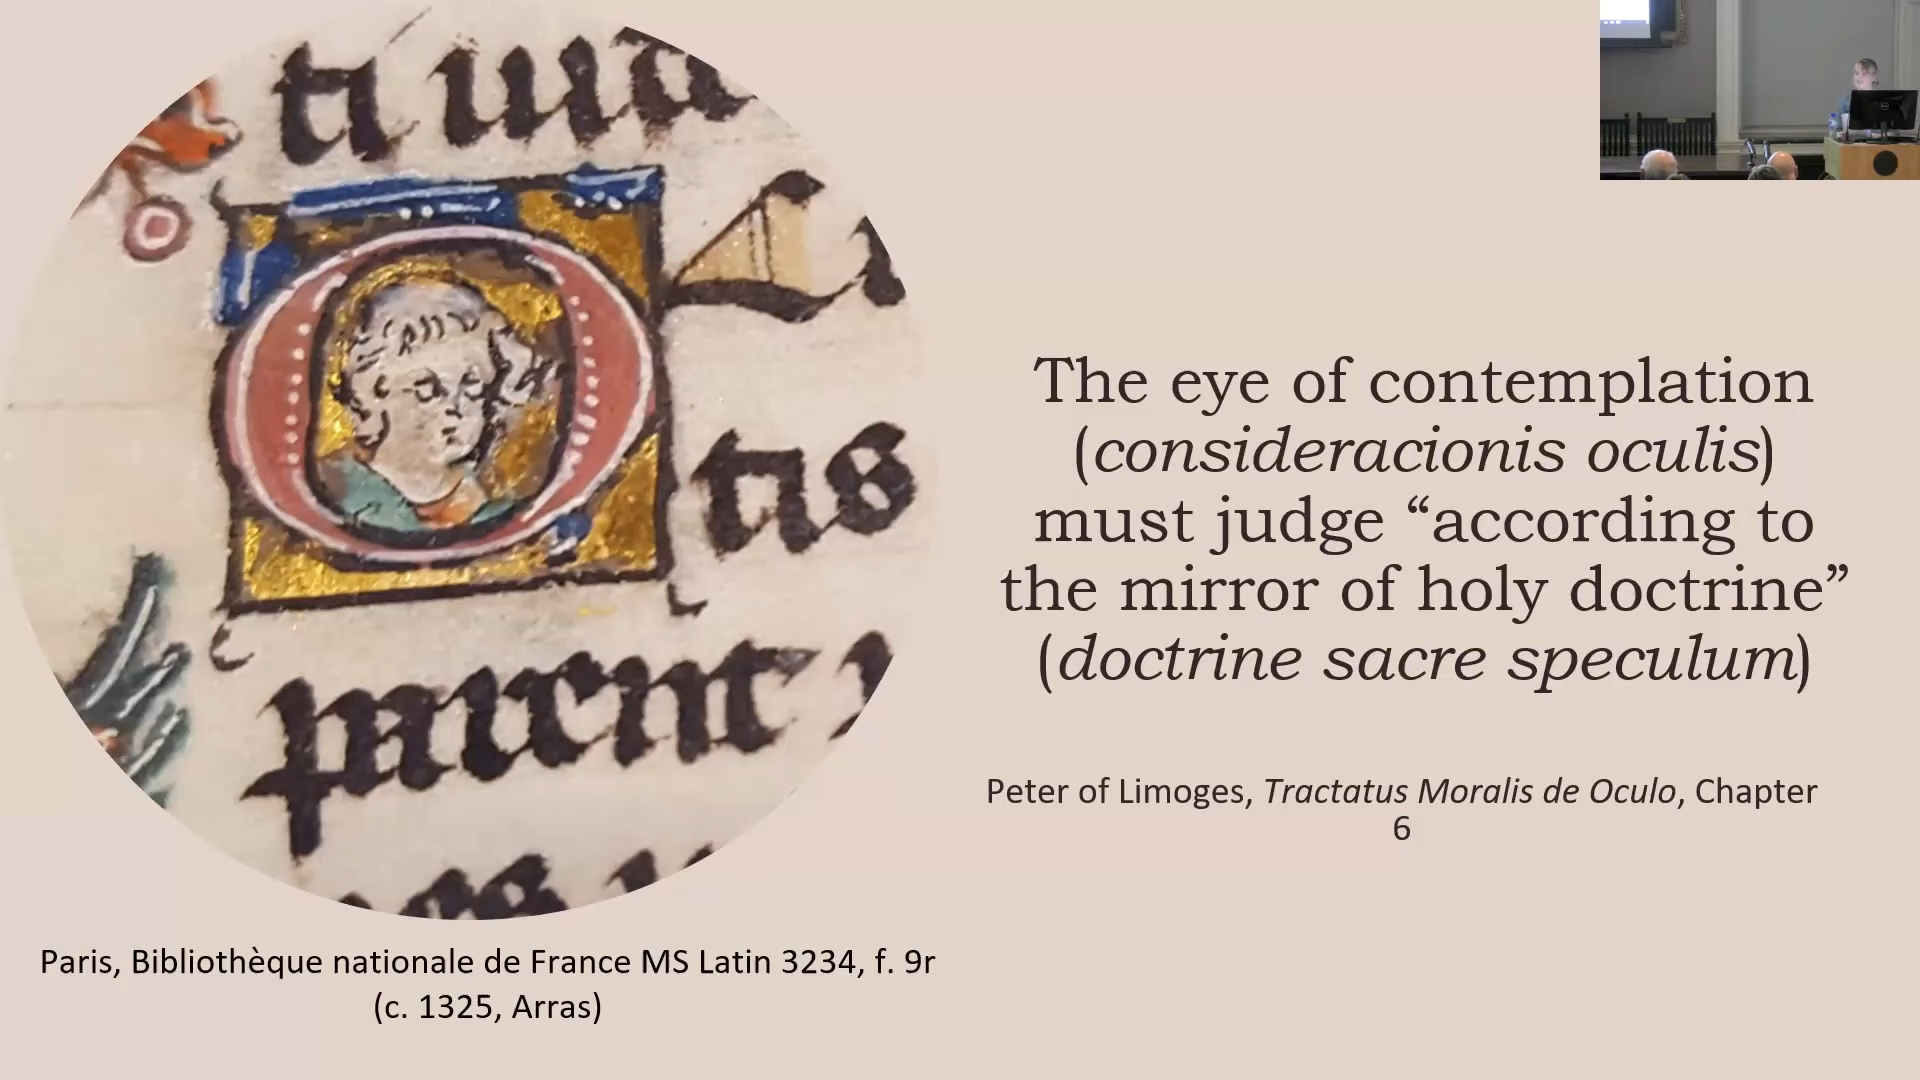 ti
tis
parent
The eye of contemplation
(consideracionis oculis)
must judge “according to
the mirror of holy doctrine”
(doctrine sacre speculum)
Peter of Limoges, Tractatus Moralis de Oculo, Chapter
6
Paris, Bibliothèque nationale de France MS Latin 3234, f. 9r
(c. 1325, Arras)